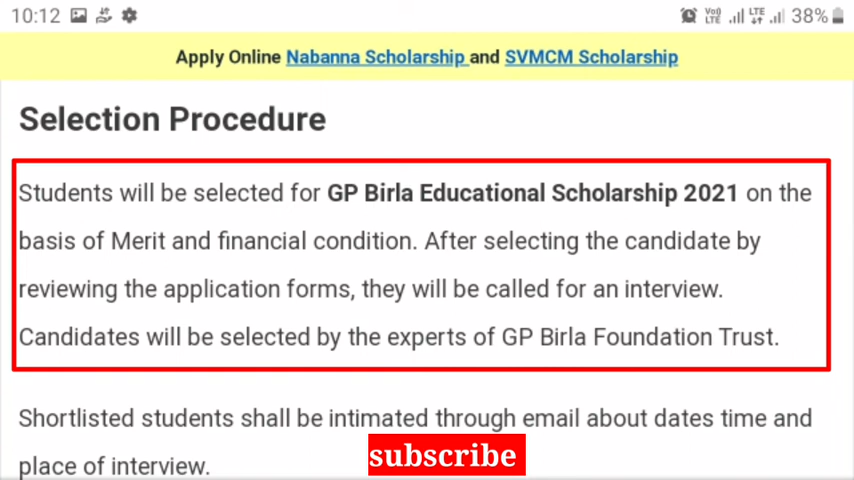 10:12 VoD LTE LTE 38%
Apply Online Nabanna Scholarship and SVMCM Scholarship
Selection Procedure
Students will be selected for GP Birla Educational Scholarship 2021 on the
basis of Merit and financial condition. After selecting the candidate by
reviewing the application forms, they will be called for an interview.
Candidates will be selected by the experts of GP Birla Foundation Trust.
Shortlisted students shall be intimated through email about dates time and
place of interview.
subscribe